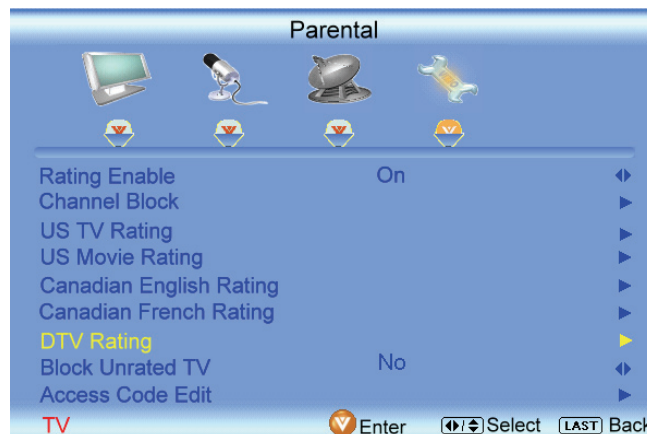 Parental
Rating Enable On
Channel Block
US TV Rating
US Movie Rating
Canadian English Rating
Canadian French Rating
DTV Rating
Block Unrated TV No
Access Code Edit
TV V Enter Select LAST Back